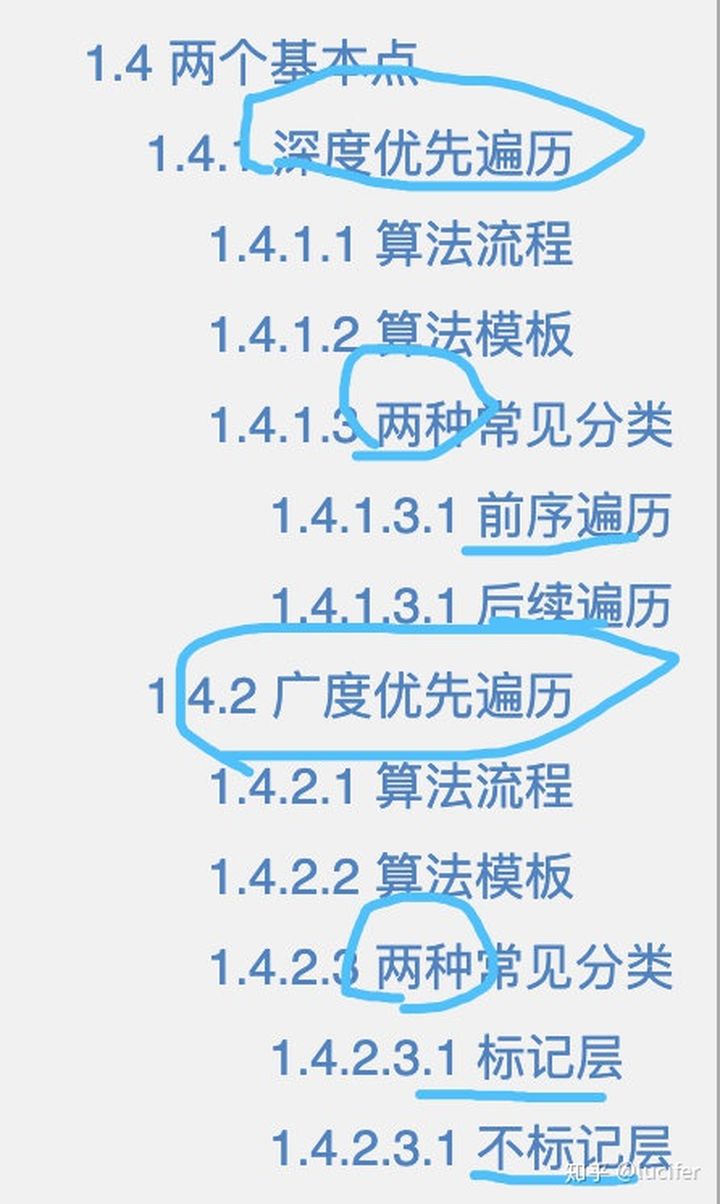 1.4 两个基本点
1.4.1 深度优先遍历
1.4.1.1 算法流程
1.4.1.2 算法模板
1.4.1.3 两种常见分类
1.4.1.3.1 前序遍历
1.4.1.3.1 后续遍历
1.4.2 广度优先遍历
1.4.2.1 算法流程
1.4.2.2 算法模板
1.4.2.3 两种常见分类
1.4.2.3.1 标记层
1.4.2.3.1 不标记层
知乎 @lucifer